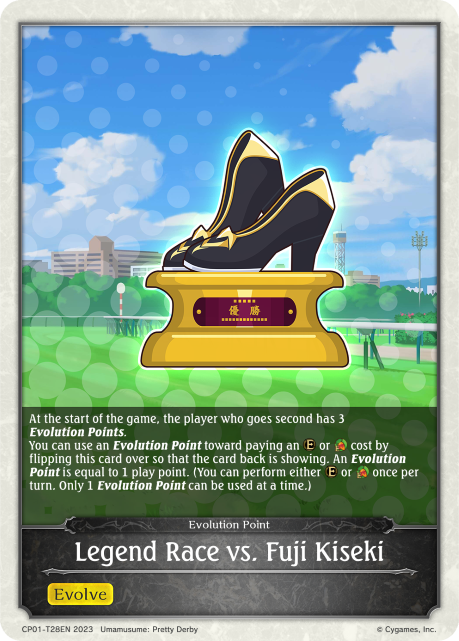 優勝
At the start of the game, the player who goes second has 3
Evolution Points.
You can use an Evolution Point toward paying an E or cost by
flipping this card over so that the card back is showing. An Evolution
Point is equal to 1 play point. (You can perform either E or once per
turn. Only 1 Evolution Point can be used at a time.)
Evolution Point
Legend Race vs. Fuji Kiseki
Evolve
CP01-T28EN 2023 Umamusume: Pretty Derby
© Cygames, Inc.